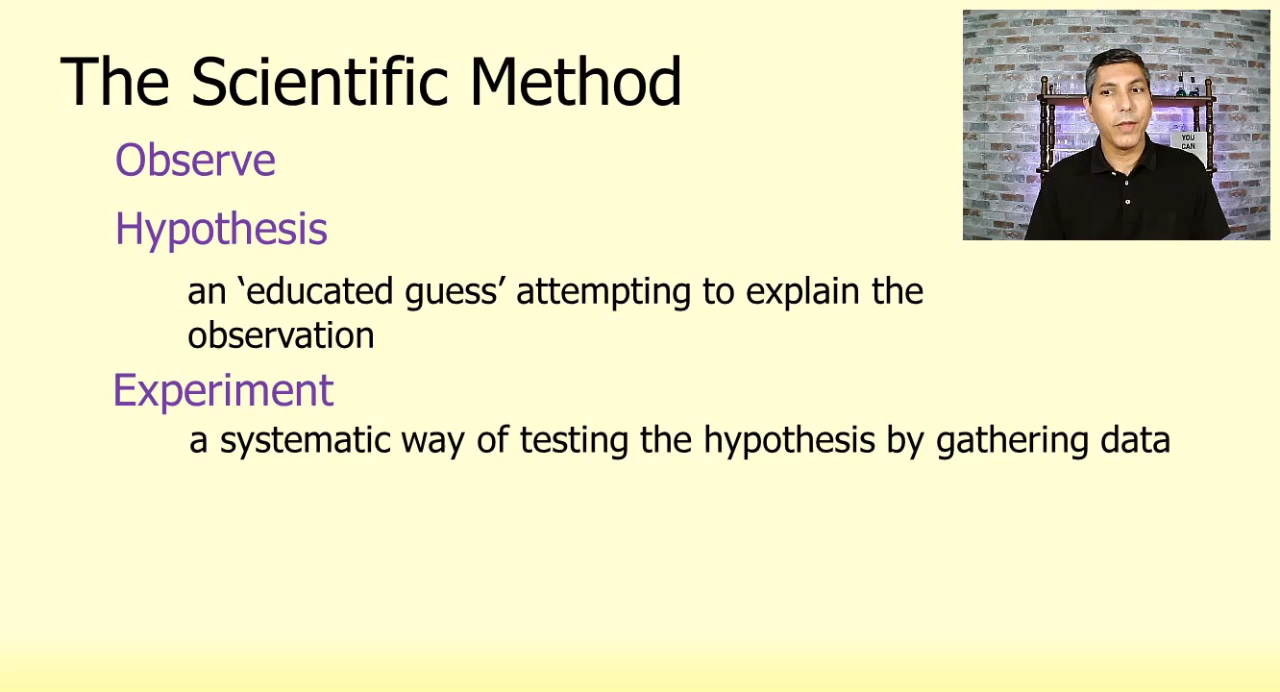 The Scientific Method
Observe
Hypothesis
an ‘educated guess’ attempting to explain the
observation
Experiment
a systematic way of testing the hypothesis by gathering data
YOU
CAN